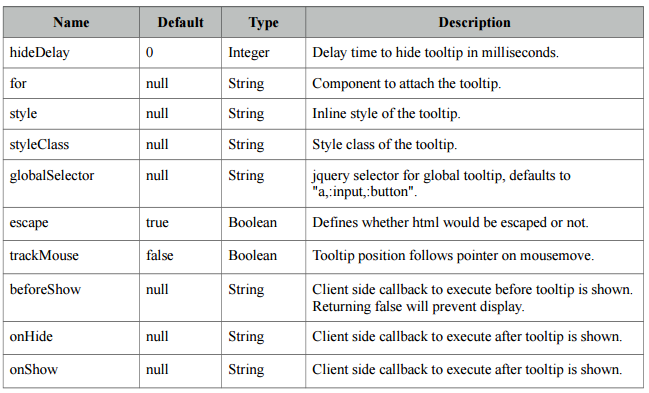 Name Default Type Description
hideDelay 0 Integer Delay time to hide tooltip in milliseconds.
for null String Component to attach the tooltip.
style null String Inline style of the tooltip.
styleClass null String Style class of the tooltip.
globalSelector null String jquery selector for global tooltip, defaults to
"a,:input,:button".
escape true Boolean Defines whether html would be escaped or not.
trackMouse false Boolean Tooltip position follows pointer on mousemove.
beforeShow null String Client side callback to execute before tooltip is shown.
Returning false will prevent display.
onHide null String Client side callback to execute after tooltip is shown.
onShow null String Client side callback to execute after tooltip is shown.